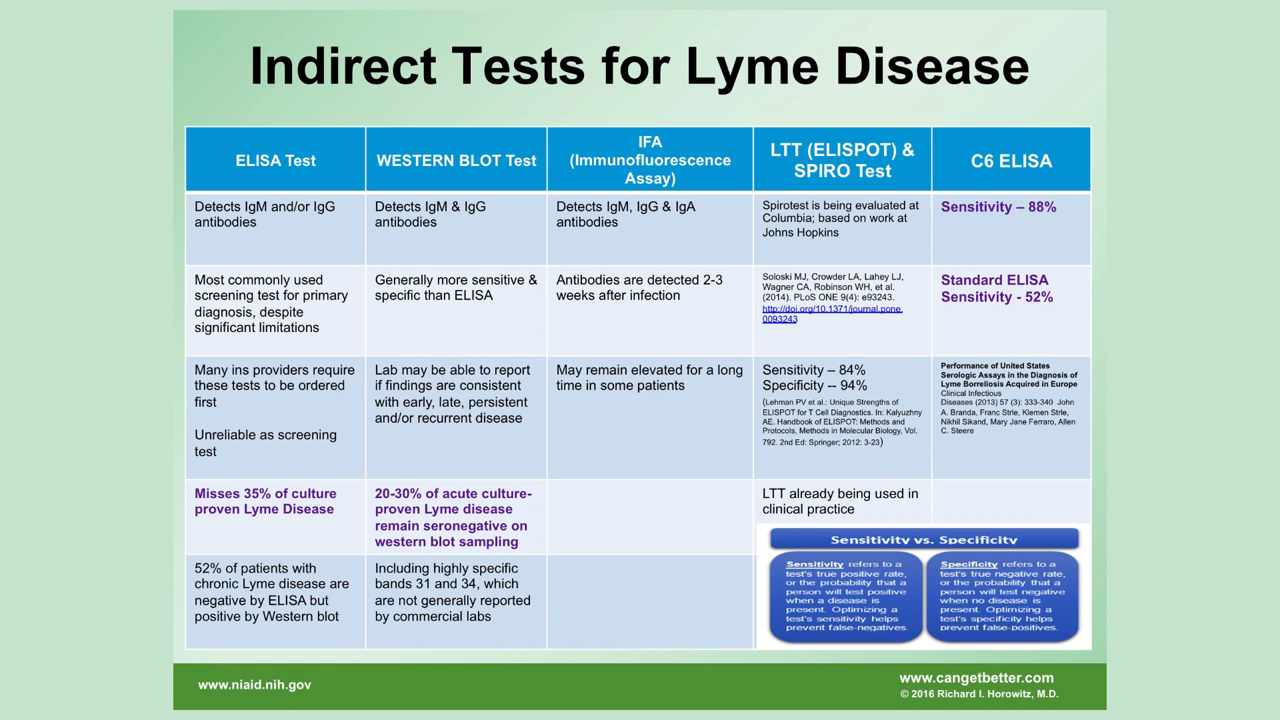 Indirect Tests for Lyme Disease
ELISA Test
WESTERN BLOT Test
IFA
(Immunofluorescence
Assay)
LTT (ELISPOT) &
SPIRO Test
C6 ELISA
Detects IgM and/or IgG
antibodies
Detects IgM & IgG
antibodies
Detects IgM, IgG & IgA
antibodies
Spirotest is being evaluated at
Columbia; based on work at
Johns Hopkins
Sensitivity – 88%
Most commonly used
screening test for primary
diagnosis, despite
significant limitations
Generally more sensitive &
specific than ELISA
Antibodies are detected 2-3
weeks after infection
Soloski MJ, Crowder LA, Lahey LJ,
Wagner CA, Robinson WH, et al.
(2014). PLoS ONE 9(4): e93243.
http://doi.org/10.1371/journal.pone.
0093243
Standard ELISA
Sensitivity - 52%
Many ins providers require
these tests to be ordered
first
Unreliable as screening
test
Lab may be able to report
if findings are consistent
with early, late, persistent
and/or recurrent disease
May remain elevated for a long
time in some patients
Sensitivity – 84%
Specificity -- 94%
(Lehman PV et al.: Unique Strengths of
ELISPOT for T Cell Diagnostics. In: Kalyuzhny
AE. Handbook of ELISPOT: Methods and
Protocols, Methods in Molecular Biology, Vol.
792. 2nd Ed: Springer; 2012: 3-23)
Performance of United States
Serologic Assays in the Diagnosis of
Lyme Borreliosis Acquired in Europe
Clinical Infectious
Diseases (2013) 57 (3): 333-340 John
A. Branda, Franc Strle, Klemen Strle,
Nikhil Sikand, Mary Jane Ferraro, Allen
C. Steere
Misses 35% of culture
proven Lyme Disease
20-30% of acute culture-
proven Lyme disease
remain seronegative on
western blot sampling
LTT already being used in
clinical practice
52% of patients with
chronic Lyme disease are
negative by ELISA but
positive by Western blot
Including highly specific
bands 31 and 34, which
are not generally reported
by commercial labs
Sensitivity vs. Specificity
Sensitivity refers to a
test's true positive rate,
or the probability that a
person will test positive
when a disease is
present. Optimizing a
test's sensitivity helps
prevent false-negatives.
Specificity refers to a
test's true negative rate,
or the probability that a
person will test negative
when no disease is
present. Optimizing a
test's specificity helps
prevent false-positives.
www.niaid.nih.gov
www.cangetbetter.com
© 2016 Richard I. Horowitz, M.D.